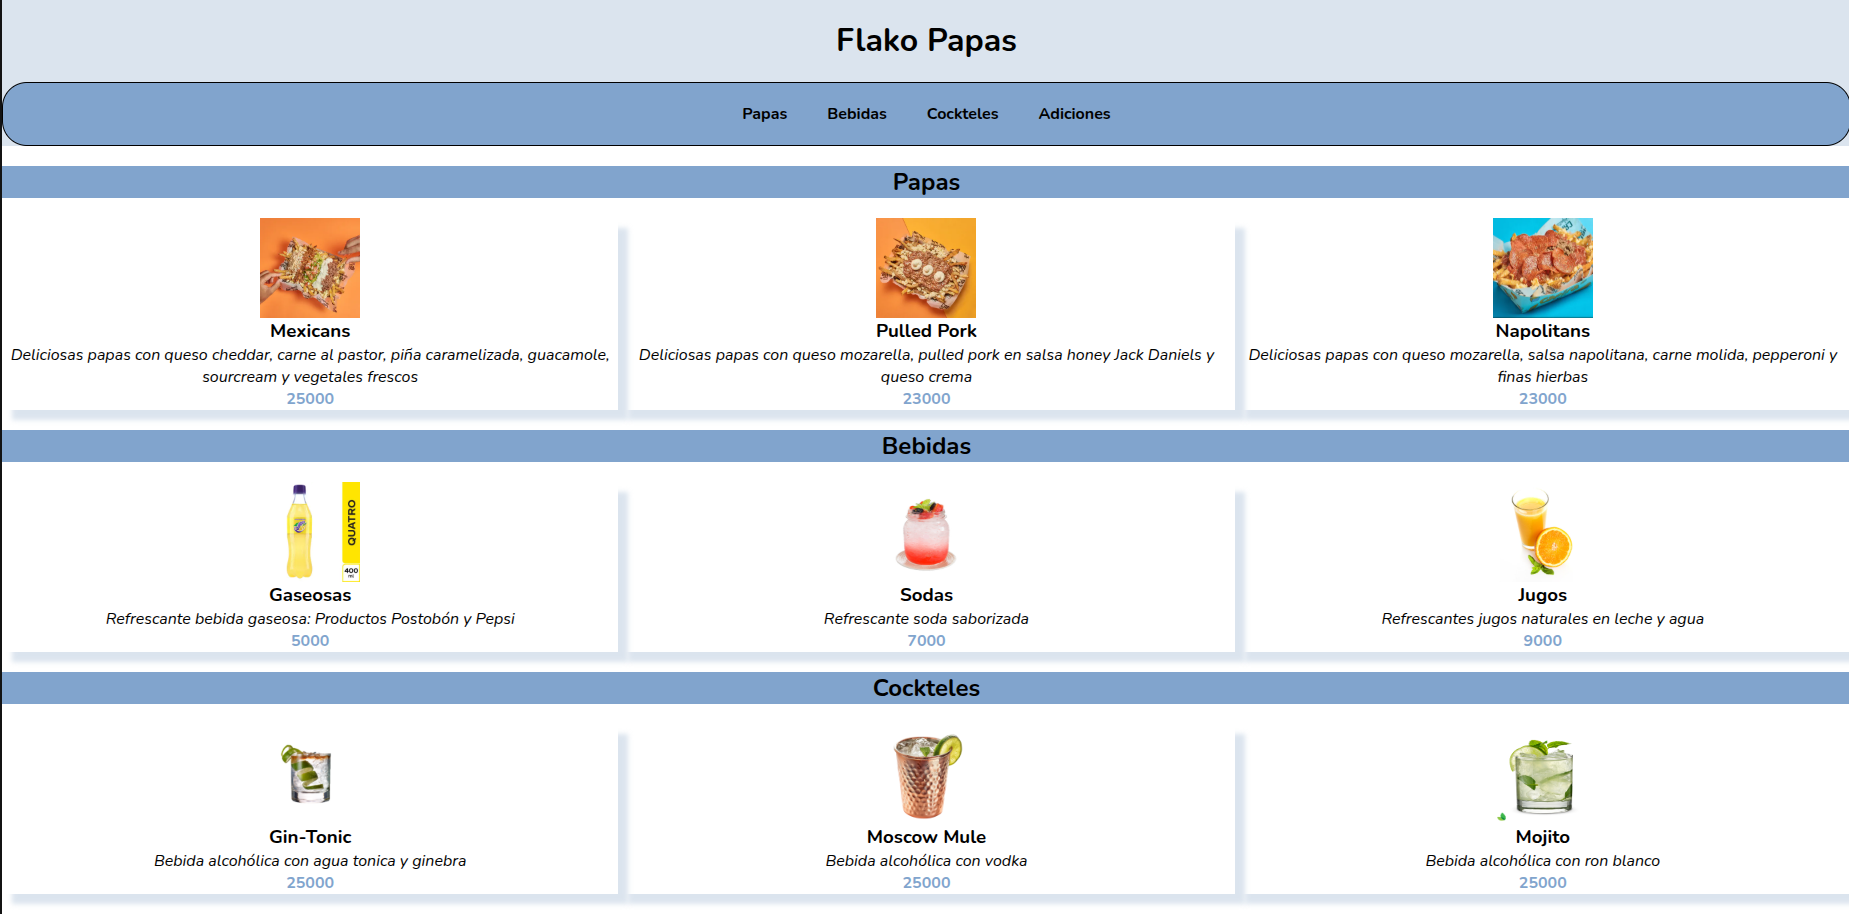 Flako Papas
Papas Bebidas Cockteles Adiciones
Papas
Mexicans
Deliciosas papas con queso cheddar, carne al pastor, piña caramelizada, guacamole,
sourcream y vegetales frescos
25000
Pulled Pork
Deliciosas papas con queso mozarella, pulled pork en salsa honey Jack Daniels y
queso crema
23000
Napolitans
Deliciosas papas con queso mozarella, salsa napolitana, carne molida, pepperoni y
finas hierbas
23000
Bebidas
QUATRO
400
ml
Gaseosas
Refrescante bebida gaseosa: Productos Postobón y Pepsi
5000
Sodas
Refrescante soda saborizada
7000
Jugos
Refrescantes jugos naturales en leche y agua
9000
Cockteles
Gin-Tonic
Bebida alcohólica con agua tonica y ginebra
25000
Moscow Mule
Bebida alcohólica con vodka
25000
Mojito
Bebida alcohólica con ron blanco
25000